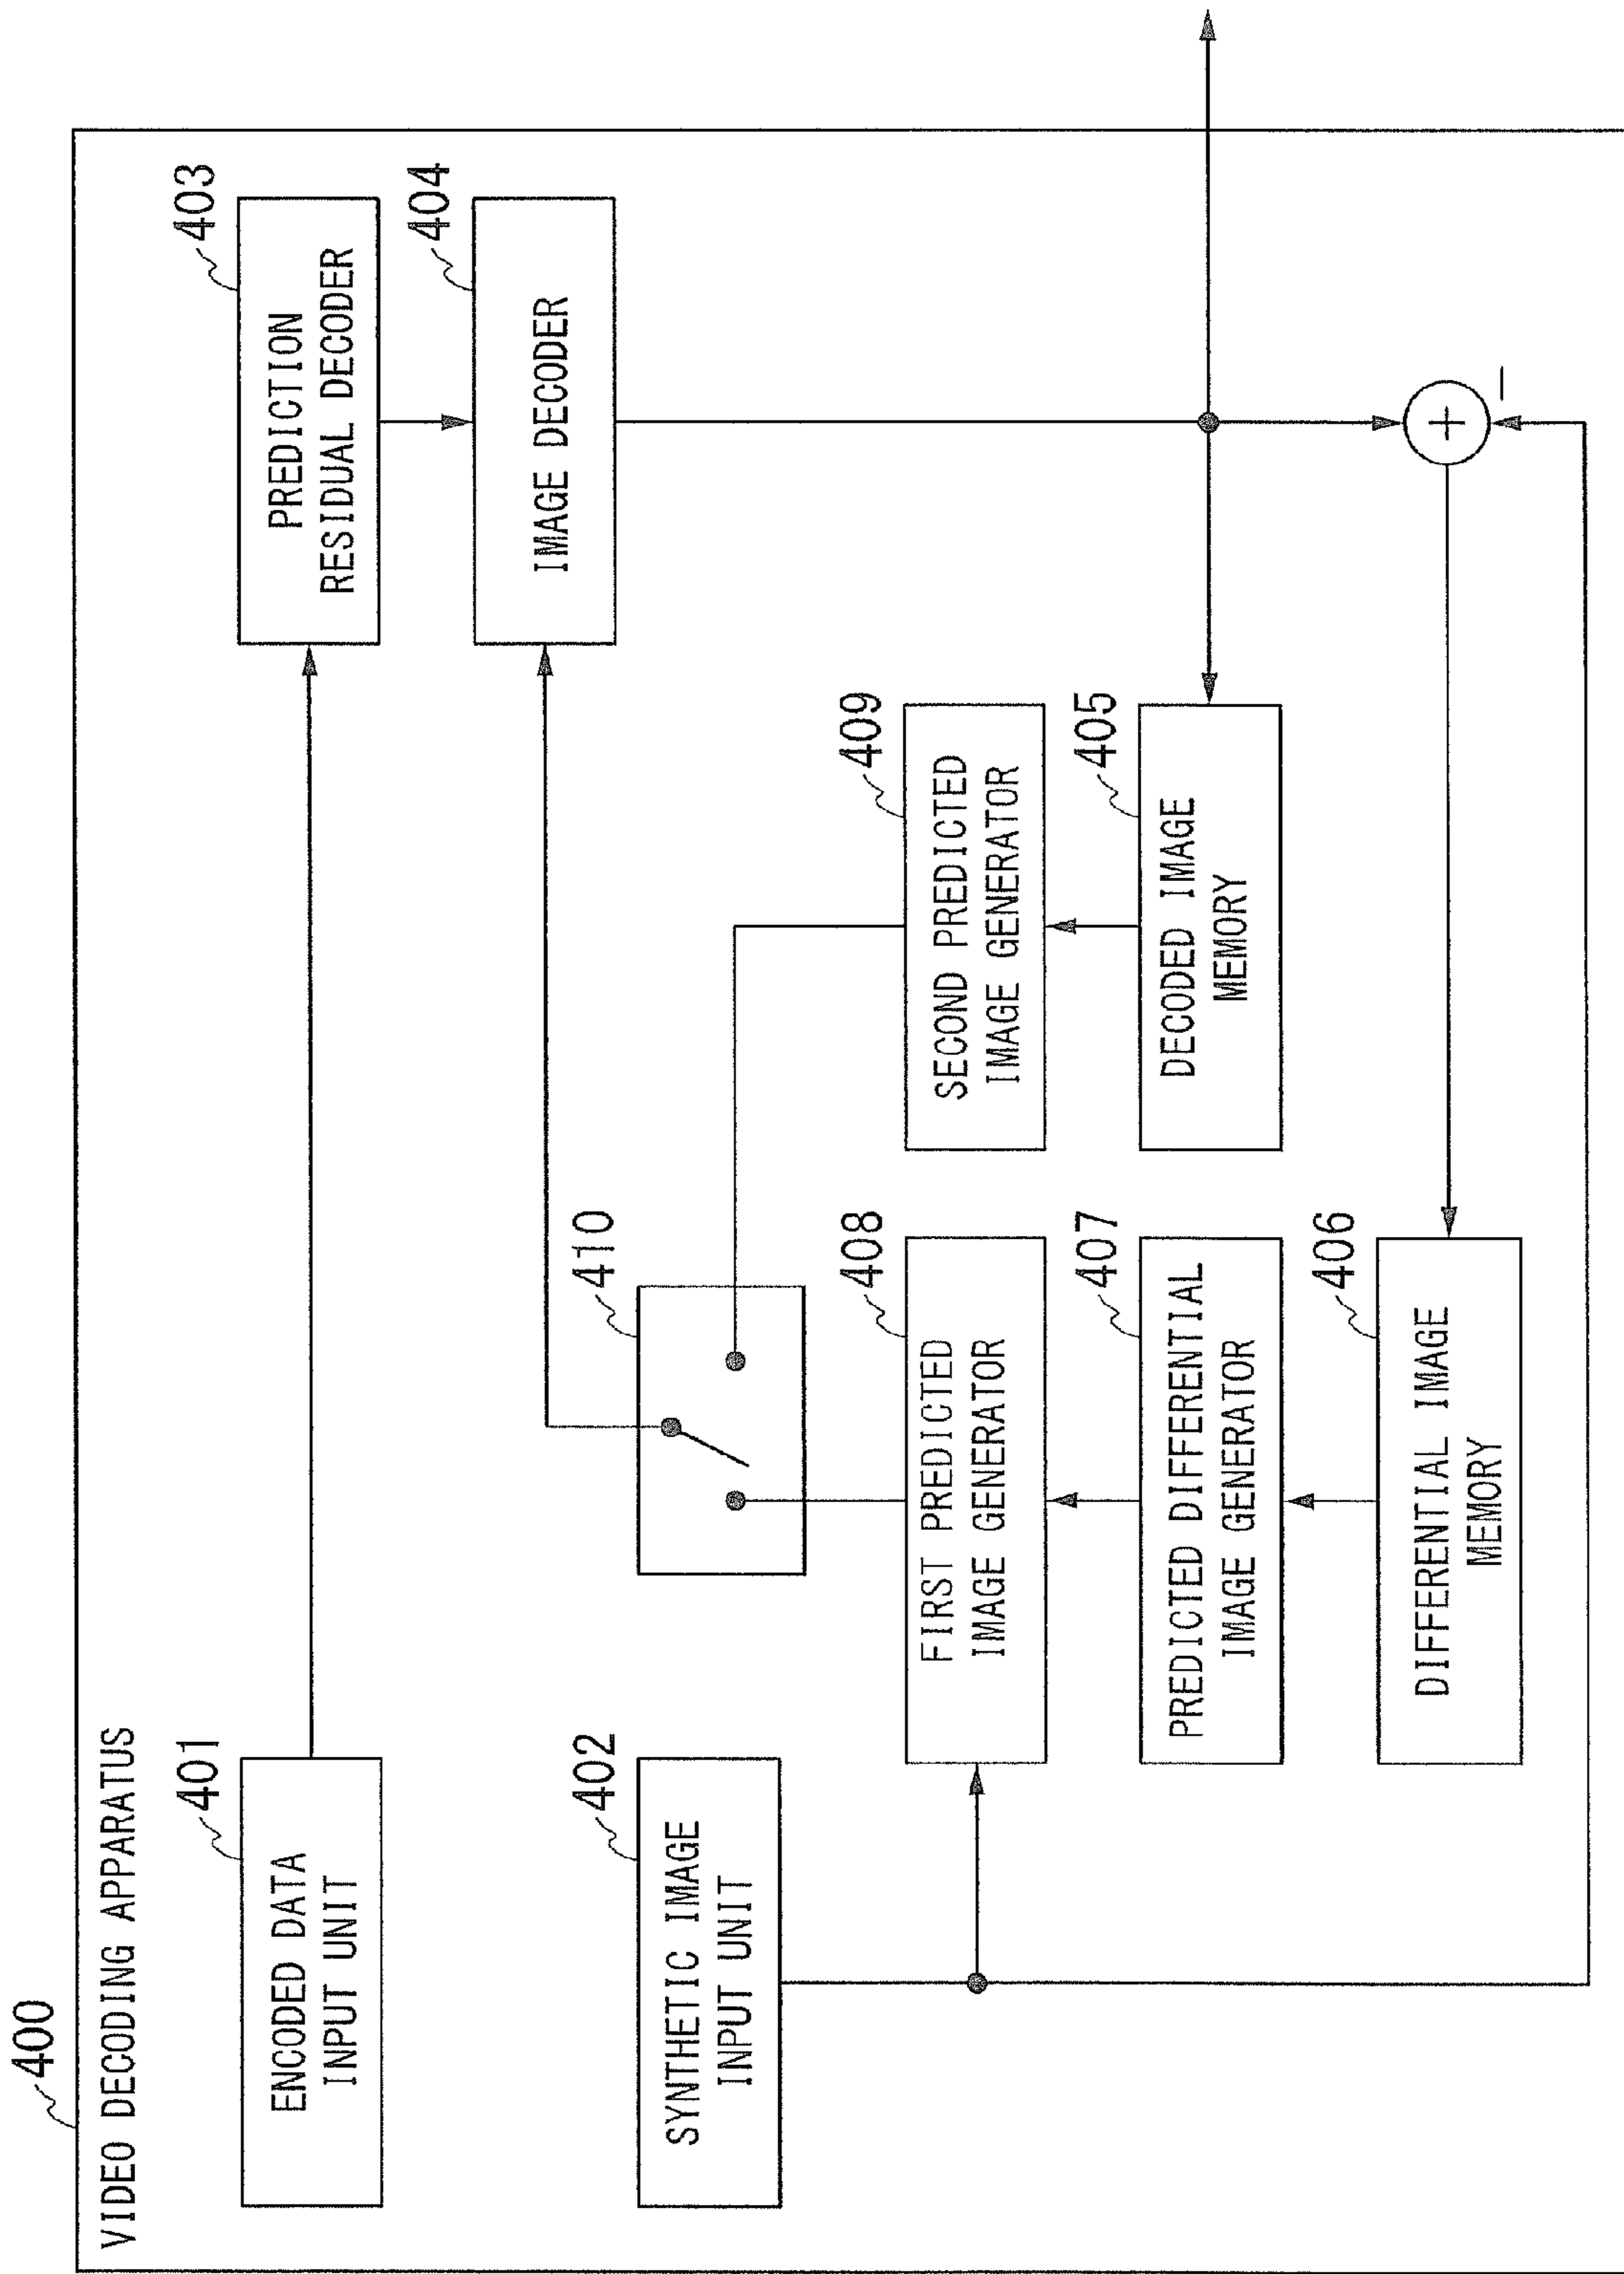 400
VIDEO DECODING APPARATUS
401
ENCODED DATA
INPUT UNIT
403
PREDICTION
RESIDUAL DECODER
402
SYNTHETIC IMAGE
INPUT UNIT
410
404
IMAGE DECODER
408
FIRST PREDICTED
IMAGE GENERATOR
409
SECOND PREDICTED
IMAGE GENERATOR
407
PREDICTED DIFFERENTIAL
IMAGE GENERATOR
405
DECODED IMAGE
MEMORY
406
DIFFERENTIAL IMAGE
MEMORY
+
−